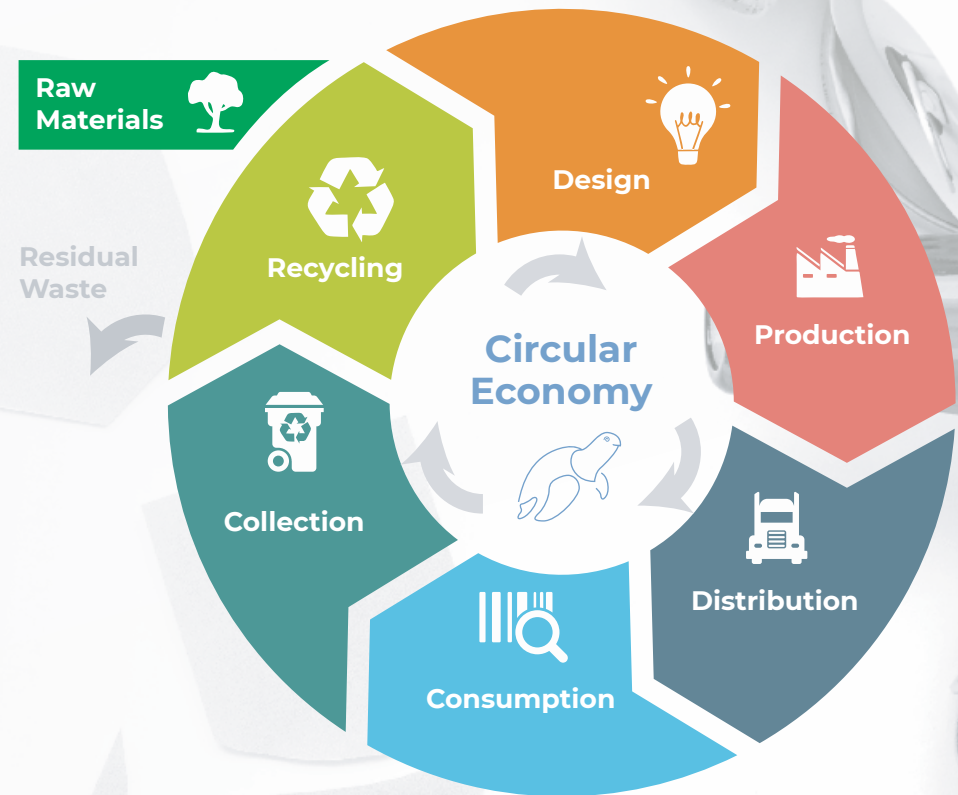 Raw
Materials
Design
Recycling
Residual
Waste
Production
Circular
Economy
Collection
Distribution
Consumption